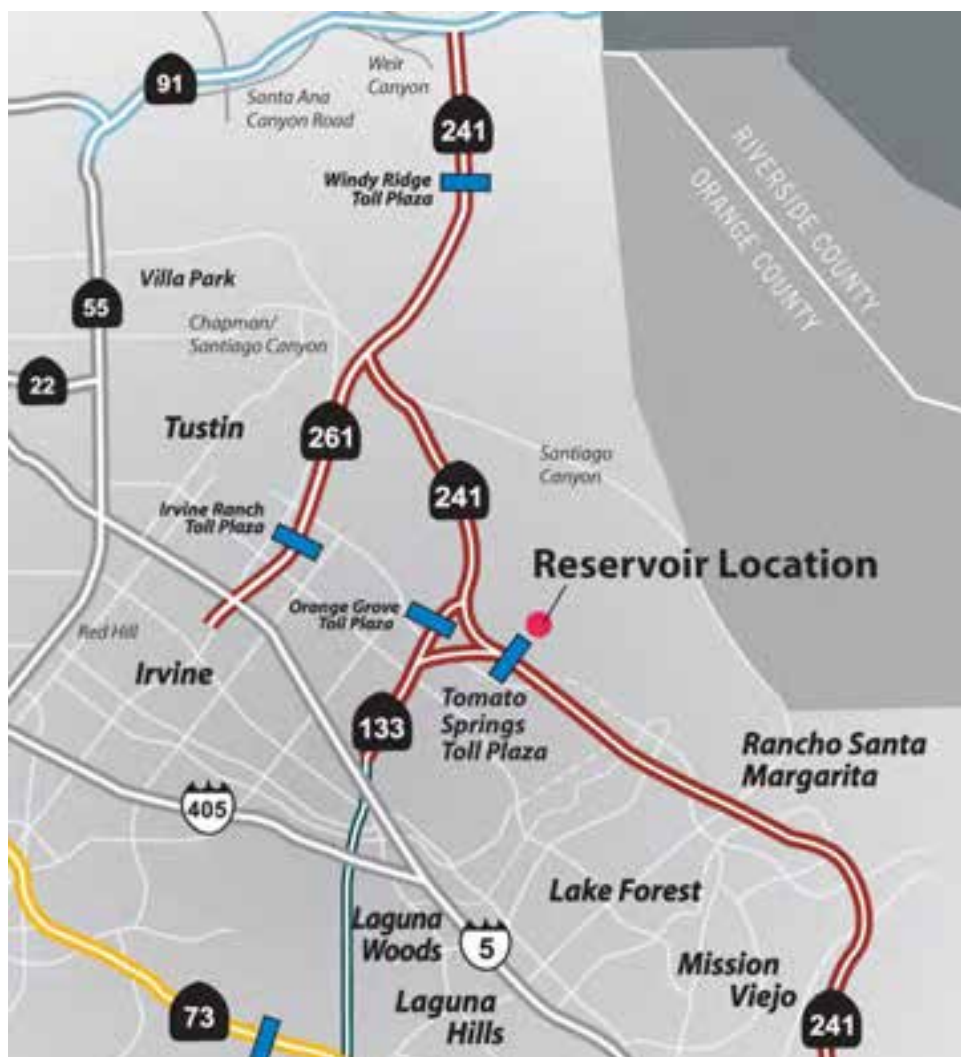 91
Santa Ana
Canyon Road
Weir
Canyon
241
Windy Ridge
Toll Plaza
RIVERSIDE COUNTY
ORANGE COUNTY
Villa Park
55
Chapman/
Santiago Canyon
22
Tustin
261
Santiago
Canyon
241
Irvine Ranch
Toll Plaza
Reservoir Location
Orange Grove
Toll Plaza
Red Hill
Irvine
133
Tomato
Springs
Toll Plaza
Rancho Santa
Margarita
405
Lake Forest
Laguna
Woods
5
Mission
Viejo
73
Laguna
Hills
241